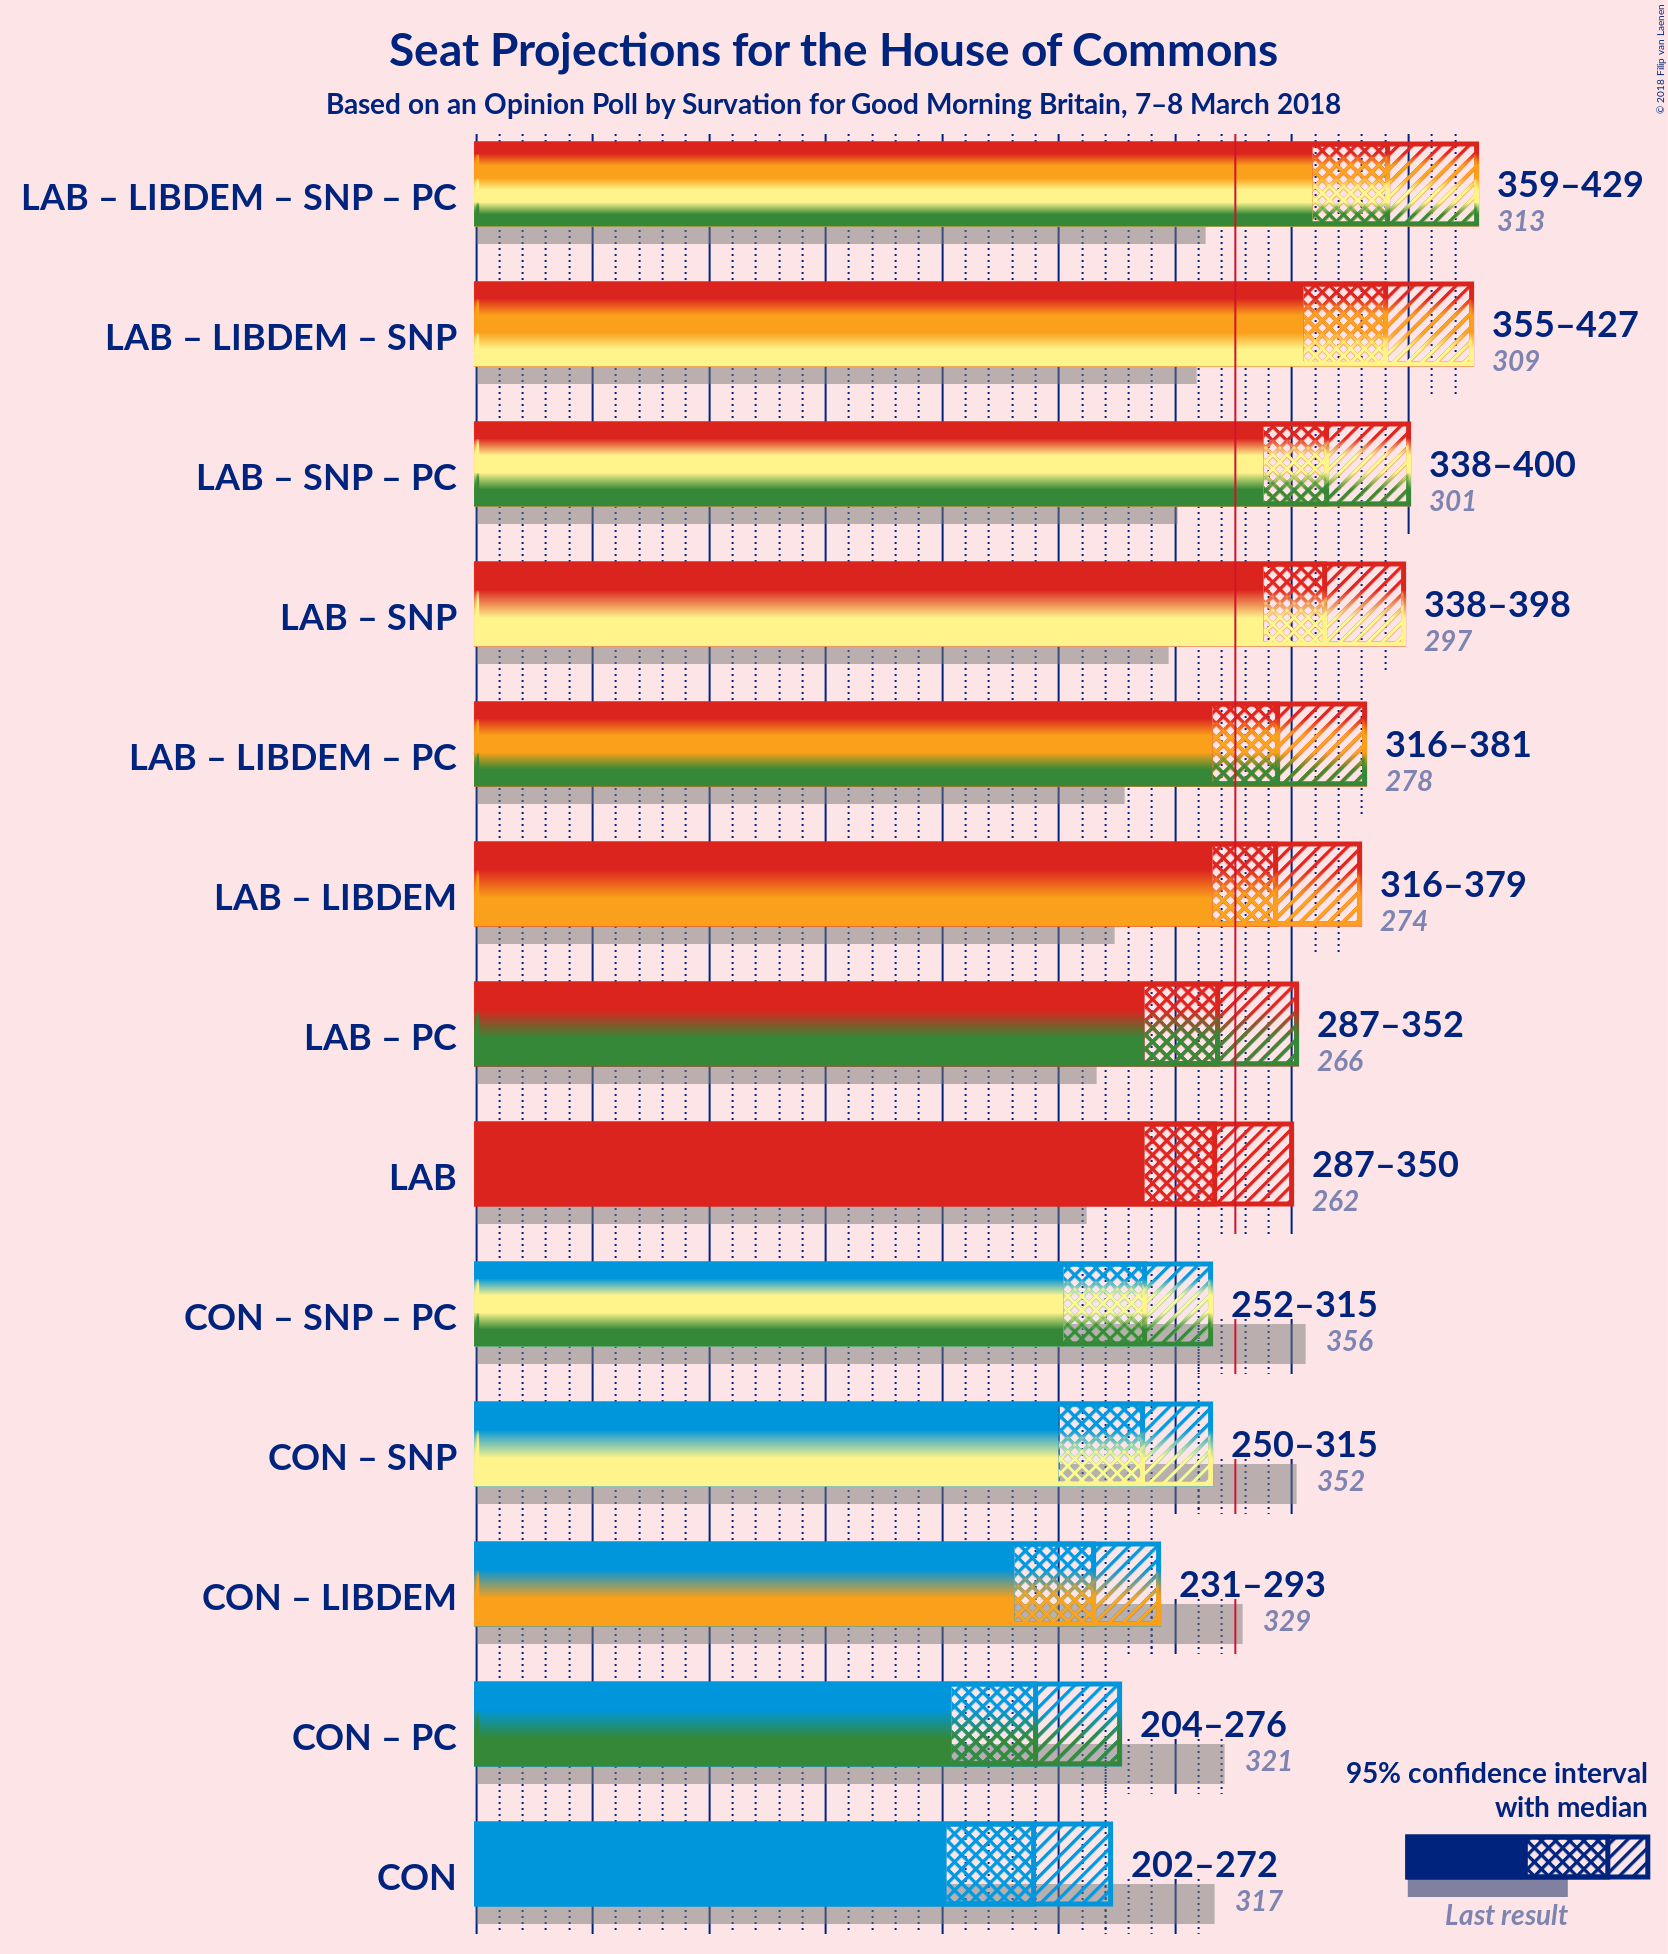 Seat Projections for the House of Commons
Based on an Opinion Poll by Survation for Good Morning Britain, 7–8 March 2018
© 2018 Filip van Laenen
LAB – LIBDEM – SNP – PC
359–429
313
LAB – LIBDEM – SNP
355–427
309
LAB – SNP – PC
338–400
301
LAB – SNP
338–398
297
LAB – LIBDEM – PC
316–381
278
LAB – LIBDEM
316–379
274
LAB – PC
287–352
266
LAB
287–350
262
CON – SNP – PC
252–315
356
CON – SNP
250–315
352
CON – LIBDEM
231–293
329
CON – PC
204–276
321
CON
202–272
317
95% confidence interval
with median
Last result